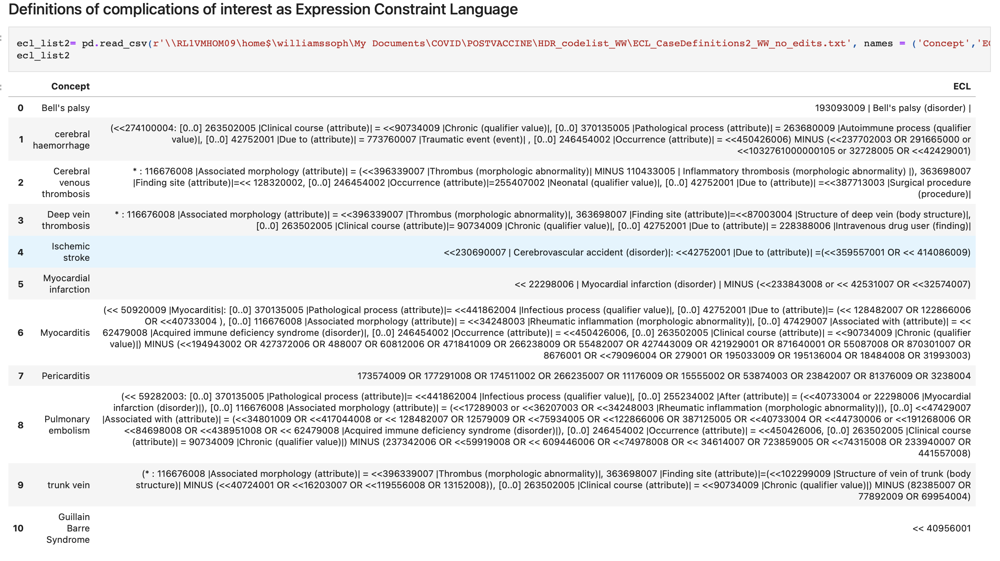 Definitions of complications of interest as Expression Constraint Language
ecl_list2= pd.read_csv(r'\\RL1VMHOM09\home$\williamssoph\My Documents\COVID\POSTVACCINE\HDR_codelist_WW\ECL_CaseDefinitions2_WW_no_edits.txt', names = ('Concept','EC
ecl_list2
Concept ECL
0 Bell's palsy 193093009 | Bell's palsy (disorder) |
1 cerebral haemorrhage (<<274100004: [0..0] 263502005 |Clinical course (attribute)| = <<90734009 |Chronic (qualifier value)|, [0..0] 370135005 |Pathological process (attribute)| = 263680009 |Autoimmune process (qualifier
value)|, [0..0] 42752001 |Due to (attribute)| = 773760007 |Traumatic event (event)| , [0..0] 246454002 |Occurrence (attribute)| = <<450426006) MINUS (<<237702003 OR 291665000 or
<<1032761000000105 or 32728005 OR <<42429001)
2 Cerebral venous thrombosis * : 116676008 |Associated morphology (attribute)| = (<<396339007 |Thrombus (morphologic abnormality)| MINUS 110433005 | Inflammatory thrombosis (morphologic abnormality) |), 363698007
|Finding site (attribute)|=<< 128320002, [0..0] 246454002 |Occurrence (attribute)|=255407002 |Neonatal (qualifier value)|, [0..0] 42752001 |Due to (attribute)| =<<387713003 |Surgical procedure
(procedure)|
3 Deep vein thrombosis * : 116676008 |Associated morphology (attribute)| = <<396339007 |Thrombus (morphologic abnormality)|, 363698007 |Finding site (attribute)|=<<87003004 |Structure of deep vein (body structure)|,
[0..0] 263502005 |Clinical course (attribute)|= 90734009 |Chronic (qualifier value)|, [0..0] 42752001 |Due to (attribute)| = 228388006 |Intravenous drug user (finding)|
4 Ischemic stroke <<230690007 | Cerebrovascular accident (disorder)|: <<42752001 |Due to (attribute)| =(<<359557001 OR << 414086009)
5 Myocardial infarction << 22298006 | Myocardial infarction (disorder) | MINUS (<<233843008 or << 42531007 OR <<32574007)
6 Myocarditis (<< 50920009 |Myocarditis|: [0..0] 370135005 |Pathological process (attribute)|= <<441862004 |Infectious process (qualifier value)|, [0..0] 42752001 |Due to (attribute)|= (<< 128482007 OR 122866006
OR <<40733004 ), [0..0] 116676008 |Associated morphology (attribute)| = <<34248003 |Rheumatic inflammation (morphologic abnormality)|, [0..0] 47429007 |Associated with (attribute)| = <<
62479008 |Acquired immune deficiency syndrome (disorder)|, [0..0] 246454002 |Occurrence (attribute)| = <<450426006, [0..0] 263502005 |Clinical course (attribute)| = <<90734009 |Chronic (qualifier
value)|) MINUS (<<194943002 OR 427372006 OR 488007 OR 60812006 OR 471841009 OR 266238009 OR 55482007 OR 427443009 OR 421929001 OR 871640001 OR 55087008 OR 870301007 OR
8676001 OR <<79096004 OR 279001 OR 195033009 OR 195136004 OR 18484008 OR 31993003)
7 Pericarditis 173574009 OR 177291008 OR 174511002 OR 266235007 OR 11176009 OR 15555002 OR 53874003 OR 23842007 OR 81376009 OR 3238004
8 Pulmonary embolism (<< 59282003: [0..0] 370135005 |Pathological process (attribute)|= <<441862004 |Infectious process (qualifier value)|, [0..0] 255234002 |After (attribute)| = (<<40733004 or 22298006 |Myocardial
infarction (disorder)|), [0..0] 116676008 |Associated morphology (attribute)| = (<<17289003 or <<36207003 OR <<34248003 |Rheumatic inflammation (morphologic abnormality)|), [0..0] <<47429007
|Associated with (attribute)| = (<<34801009 OR <<417044008 or << 128482007 OR 12579009 OR <<75934005 OR <<122866006 OR 387125005 OR <<40733004 OR <<44730006 or <<191268006 OR
<<84698008 OR <<438951008 OR << 62479008 |Acquired immune deficiency syndrome (disorder)|), [0..0] 246454002 |Occurrence (attribute)| = <<450426006, [0..0] 263502005 |Clinical course
(attribute)| = 90734009 |Chronic (qualifier value)|) MINUS (237342006 OR <<59919008 OR << 609446006 OR <<74978008 OR << 34614007 OR 723859005 OR <<74315008 OR 233940007 OR
441557008)
9 trunk vein (* : 116676008 |Associated morphology (attribute)| = <<396339007 |Thrombus (morphologic abnormality)|, 363698007 |Finding site (attribute)|=(<<102299009 |Structure of vein of trunk (body
structure)| MINUS (<<40724001 OR <<16203007 OR <<119556008 OR 13152008)), [0..0] 263502005 |Clinical course (attribute)| = <<90734009 |Chronic (qualifier value)|) MINUS (82385007 OR
77892009 OR 69954004)
10 Guillain Barre Syndrome << 40956001